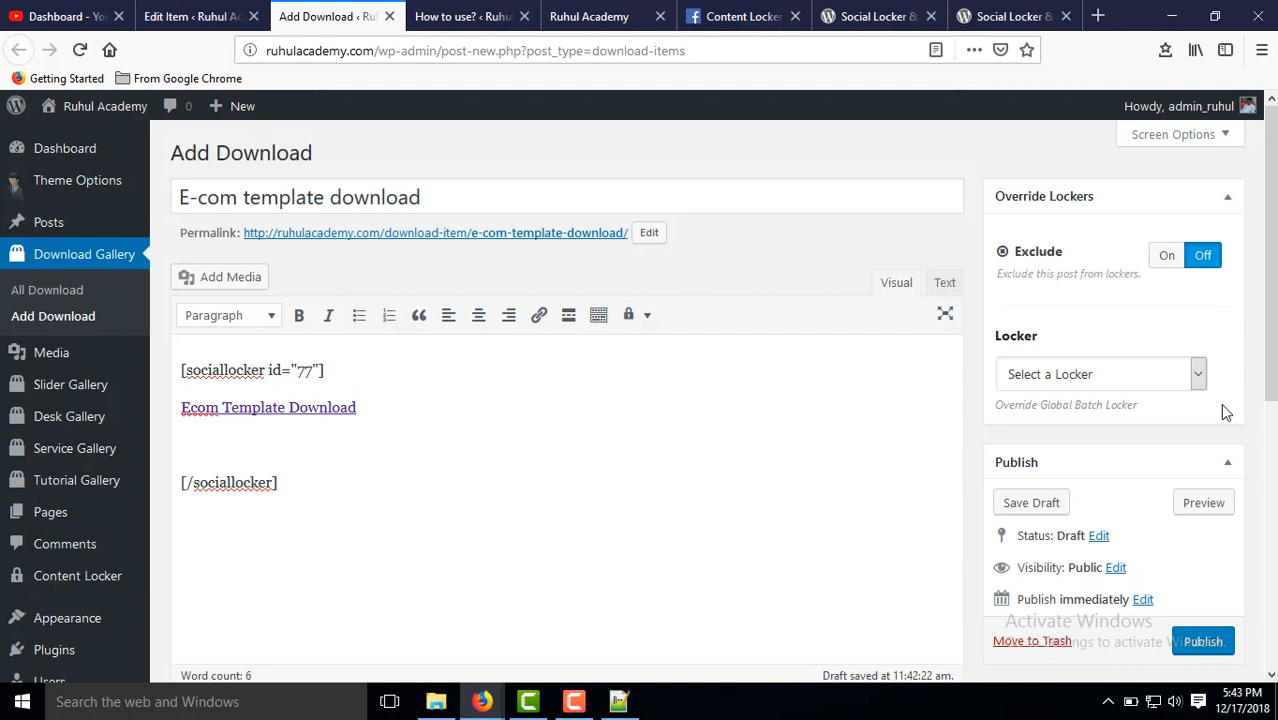 Dashboard - Yo
Edit Item ‹ Ruhul Ac
Add Download ‹ Ru
How to use? ‹ Ruhul
Ruhul Academy
Content Locker
Social Locker &
Social Locker &
ruhulacademy.com/wp-admin/post-new.php?post_type=download-items
Getting Started
From Google Chrome
Ruhul Academy
0
New
Howdy, admin_ruhul
Screen Options
Dashboard
Theme Options
Posts
Download Gallery
All Download
Add Download
Media
Slider Gallery
Desk Gallery
Service Gallery
Tutorial Gallery
Pages
Comments
Content Locker
Appearance
Plugins
Users
Add Download
E-com template download
Permalink: http://ruhulacademy.com/download-item/e-com-template-download/ Edit
Add Media
Visual Text
Paragraph
[sociallocker id="77"]
Ecom Template Download
[/sociallocker]
Word count: 6
Draft saved at 11:42:22 am.
Override Lockers
Exclude
On Off
Exclude this post from lockers.
Locker
Select a Locker
Override Global Batch Locker
Publish
Save Draft
Preview
Status: Draft Edit
Visibility: Public Edit
Publish immediately Edit
Activate Windows
Move to Trash
ngs to activate W
Publish
Search the web and Windows
5:43 PM
12/17/2018